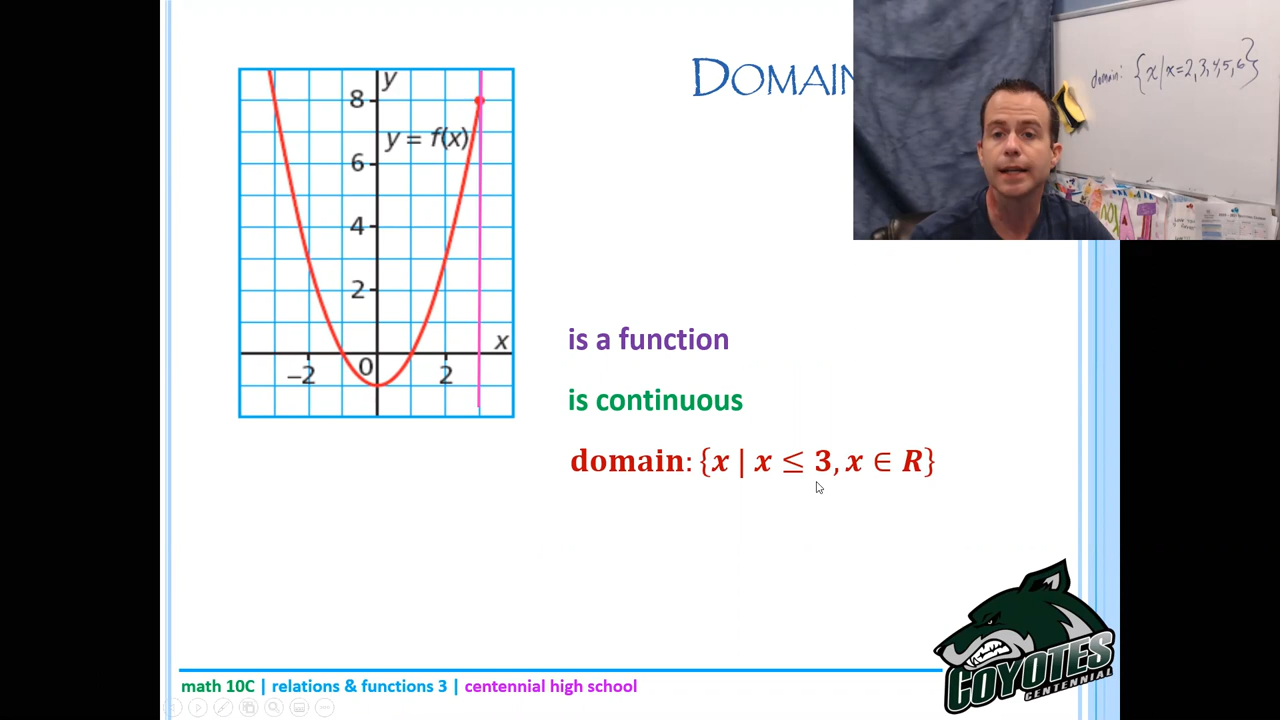 DOMAIN
domain: {x | x = 2, 3, 4, 5, 6}
y
8
y = f(x)
6
4
2
x
−2
0
2
is a function
is continuous
domain: {x | x ≤ 3, x ∈ R}
COYOTES
CENTENNIAL
math 10C | relations & functions 3 | centennial high school